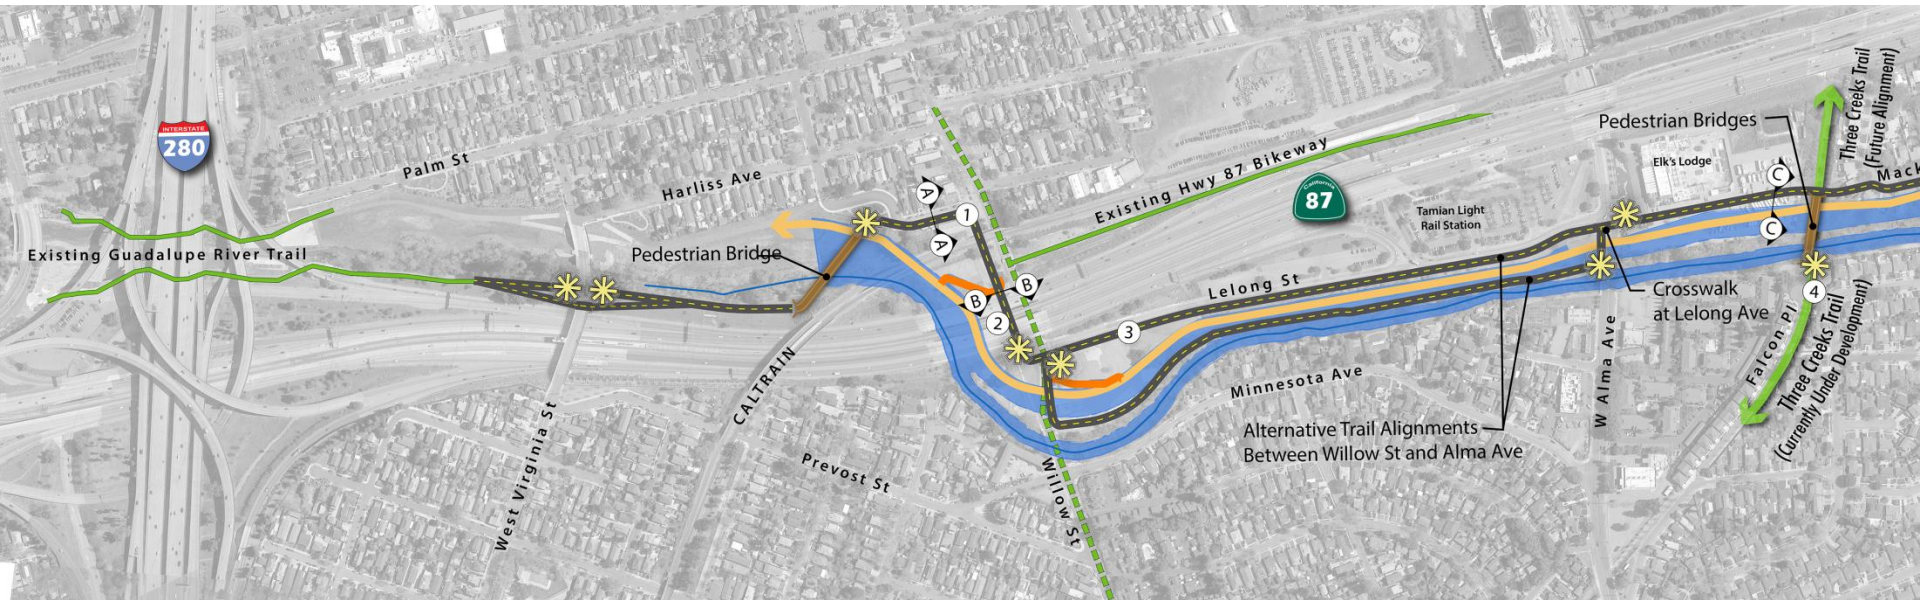 INTERSTATE
280
Palm St
Harliss Ave
Existing Guadalupe River Trail
Pedestrian Bridge
A
A
1
B
B
2
3
Existing Hwy 87 Bikeway
California
87
Lelong St
Tamian Light
Rail Station
Elk's Lodge
Pedestrian Bridges
C
C
Mack
Three Creeks Trail
(Future Alignment)
Crosswalk
at Lelong Ave
4
Falcon Pl
Three Creeks Trail
(Currently Under Development)
W Alma Ave
Minnesota Ave
Alternative Trail Alignments
Between Willow St and Alma Ave
Willow St
Prevost St
CALTRAIN
West Virginia St